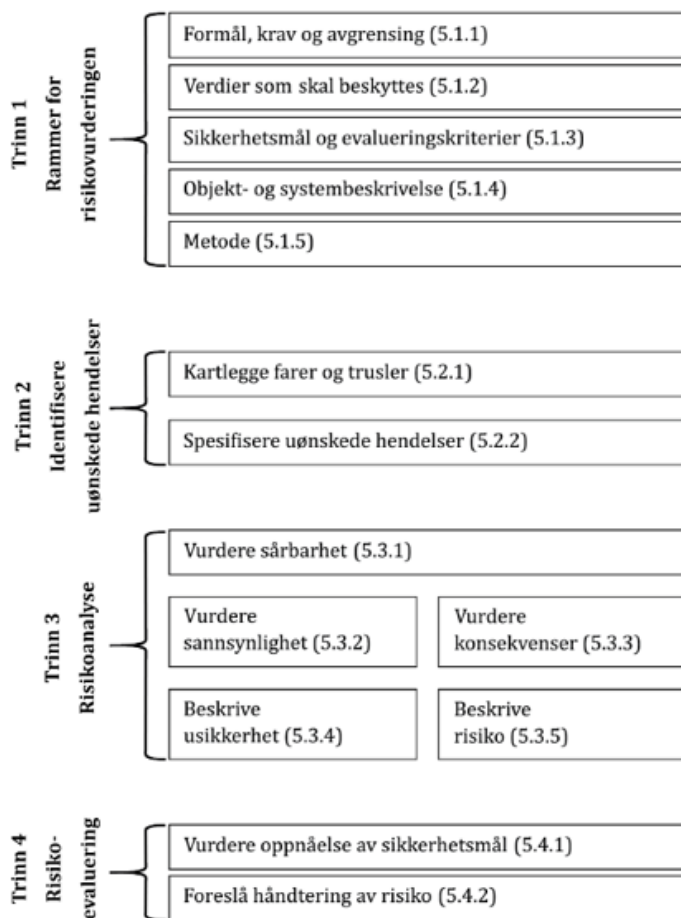 Trinn 1
Rammer for
risikovurderingen
Formål, krav og avgrensing (5.1.1)
Verdier som skal beskyttes (5.1.2)
Sikkerhetsmål og evalueringskriterier (5.1.3)
Objekt- og systembeskrivelse (5.1.4)
Metode (5.1.5)
Trinn 2
Identifisere
uønskede hendelser
Kartlegge farer og trusler (5.2.1)
Spesifisere uønskede hendelser (5.2.2)
Trinn 3
Risikoanalyse
Vurdere sårbarhet (5.3.1)
Vurdere
sannsynlighet (5.3.2)
Vurdere
konsekvenser (5.3.3)
Beskrive
usikkerhet (5.3.4)
Beskrive
risiko (5.3.5)
Trinn 4
Risiko-
evaluering
Vurdere oppnåelse av sikkerhetsmål (5.4.1)
Foreslå håndtering av risiko (5.4.2)